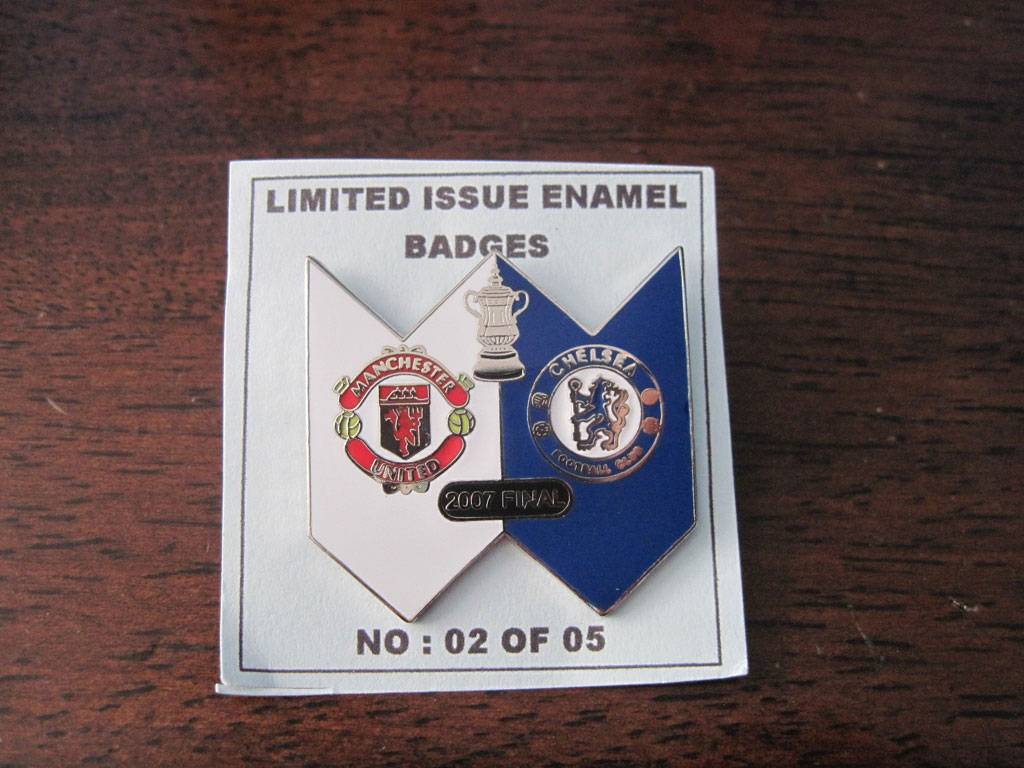 LIMITED ISSUE ENAMEL
BADGES
MANCHESTER
UNITED
CHELSEA
FOOTBALL CLUB
2007 FINAL
NO : 02 OF 05